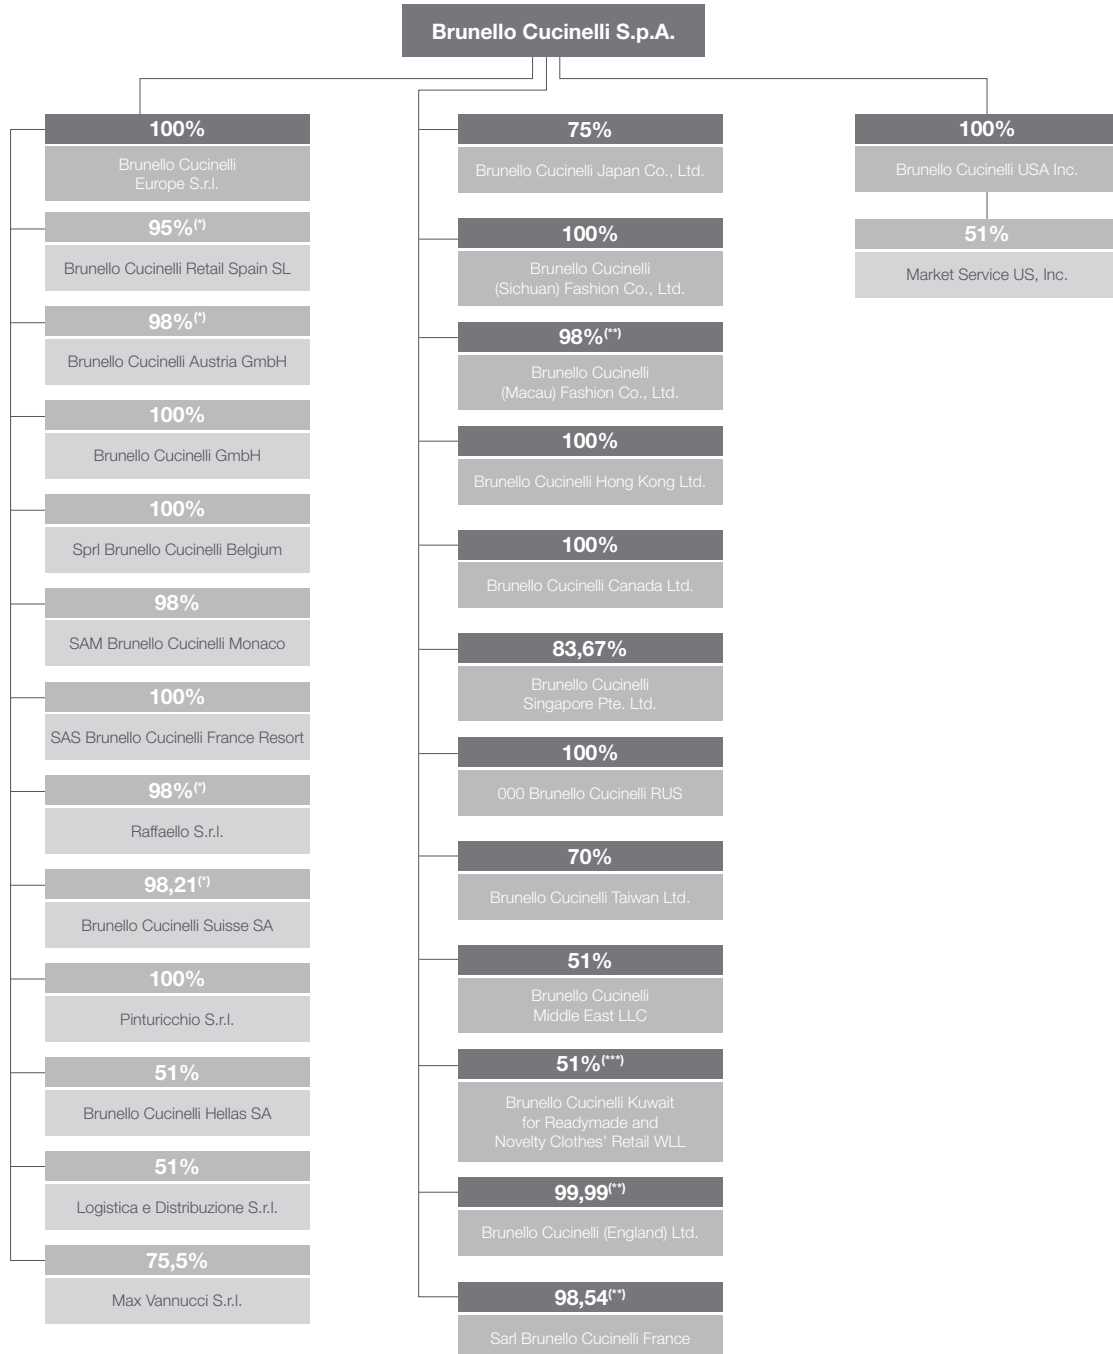 Brunello Cucinelli S.p.A.
100%
Brunello Cucinelli
Europe S.r.l.
95%(*)
Brunello Cucinelli Retail Spain SL
98%(*)
Brunello Cucinelli Austria GmbH
100%
Brunello Cucinelli GmbH
100%
Sprl Brunello Cucinelli Belgium
98%
SAM Brunello Cucinelli Monaco
100%
SAS Brunello Cucinelli France Resort
98%(*)
Raffaello S.r.l.
98,21(*)
Brunello Cucinelli Suisse SA
100%
Pinturicchio S.r.l.
51%
Brunello Cucinelli Hellas SA
51%
Logistica e Distribuzione S.r.l.
75,5%
Max Vannucci S.r.l.
75%
Brunello Cucinelli Japan Co., Ltd.
100%
Brunello Cucinelli
(Sichuan) Fashion Co., Ltd.
98%(**)
Brunello Cucinelli
(Macau) Fashion Co., Ltd.
100%
Brunello Cucinelli Hong Kong Ltd.
100%
Brunello Cucinelli Canada Ltd.
83,67%
Brunello Cucinelli
Singapore Pte. Ltd.
100%
000 Brunello Cucinelli RUS
70%
Brunello Cucinelli Taiwan Ltd.
51%
Brunello Cucinelli
Middle East LLC
51%(***)
Brunello Cucinelli Kuwait
for Readymade and
Novelty Clothes' Retail WLL
99,99(**)
Brunello Cucinelli (England) Ltd.
98,54(**)
Sarl Brunello Cucinelli France
100%
Brunello Cucinelli USA Inc.
51%
Market Service US, Inc.